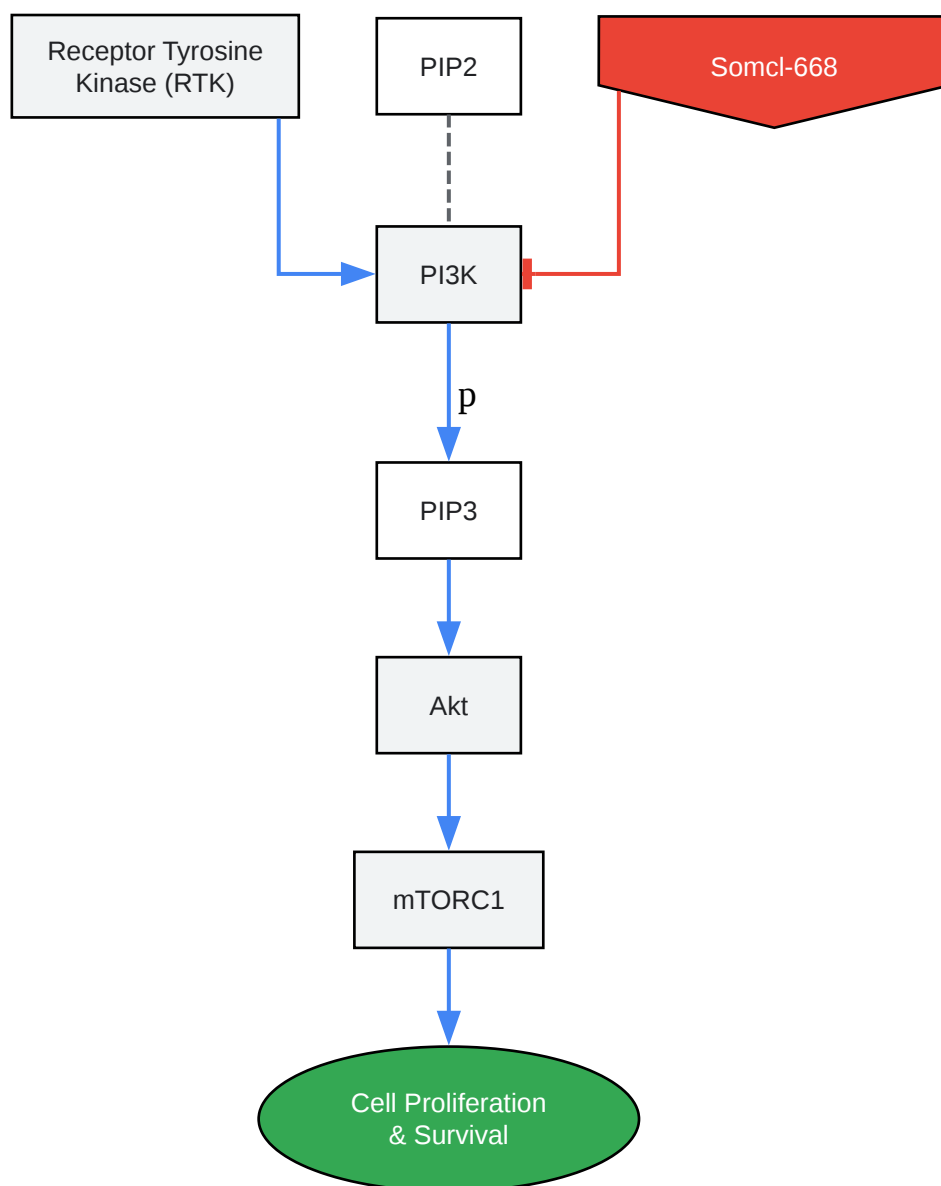 Receptor Tyrosine
Kinase (RTK)
PIP2
Somcl-668
PI3K
p
PIP3
Akt
mTORC1
Cell Proliferation
& Survival